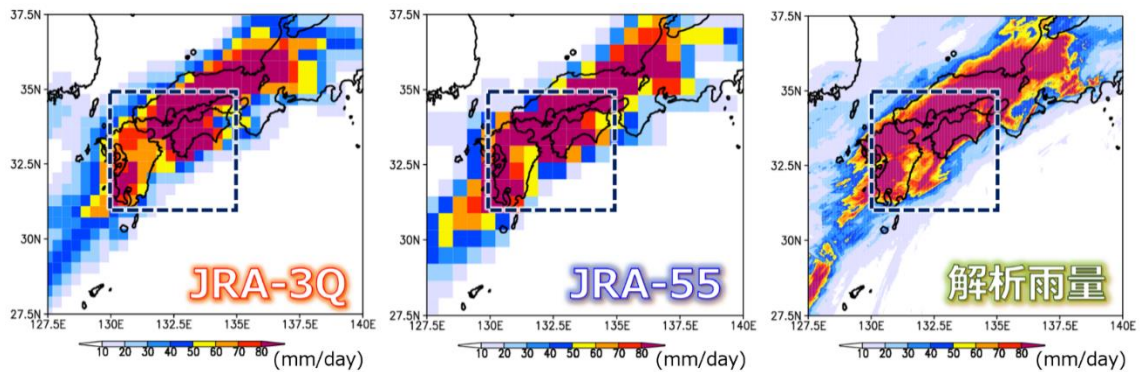 37.5N
35N
32.5N
30N
27.5N
127.5E 130E 132.5E 135E 137.5E 140E
JRA-3Q
10 20 30 40 50 60 70 80 (mm/day)
37.5N
35N
32.5N
30N
27.5N
127.5E 130E 132.5E 135E 137.5E 140E
JRA-55
10 20 30 40 50 60 70 80 (mm/day)
37.5N
35N
32.5N
30N
27.5N
127.5E 130E 132.5E 135E 137.5E 140E
解析雨量
10 20 30 40 50 60 70 80 (mm/day)